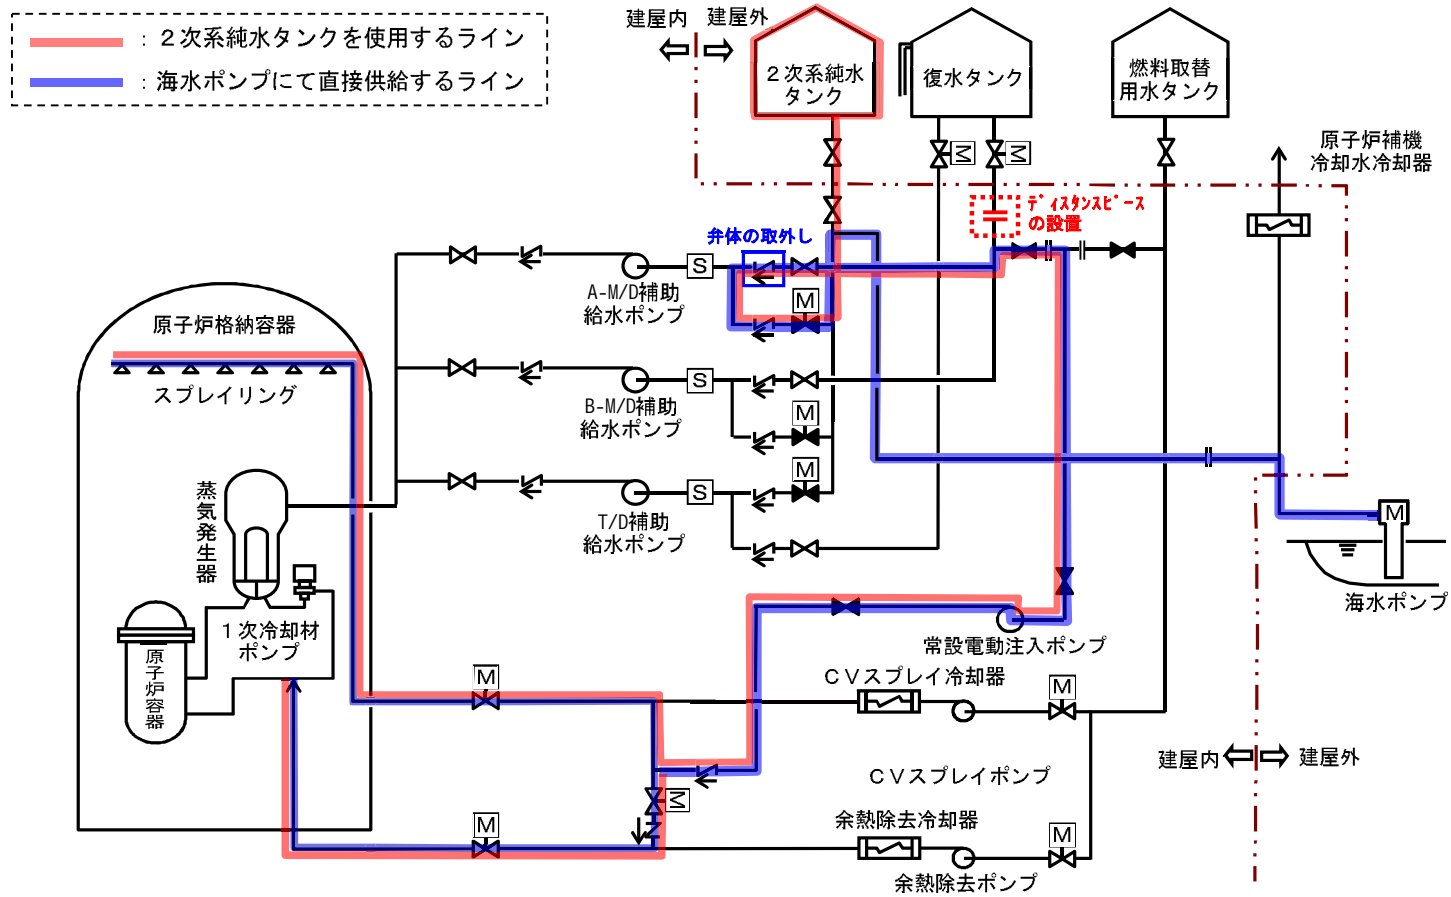 ：２次系純水タンクを使用するライン
：海水ポンプにて直接供給するライン
建屋内
建屋外
２次系純水
タンク
復水タンク
燃料取替
用水タンク
原子炉補機
冷却水冷却器
M
M
ﾃﾞｨｽﾀﾝｽﾋﾟｰｽ
の設置
弁体の取外し
S
A-M/D補助
給水ポンプ
M
原子炉格納容器
スプレイリング
S
B-M/D補助
給水ポンプ
M
M
蒸気発生器
S
T/D補助
給水ポンプ
M
海水ポンプ
１次冷却材
ポンプ
原子炉容器
常設電動注入ポンプ
M
ＣＶスプレイ冷却器
M
建屋内
建屋外
ＣＶスプレイポンプ
M
M
余熱除去冷却器
M
余熱除去ポンプ